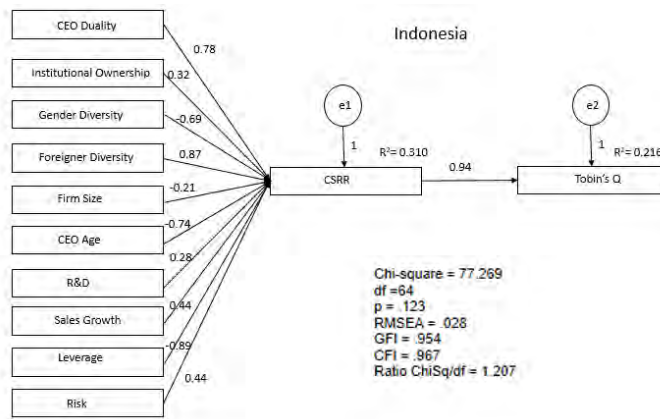 Indonesia
CEO Duality
Institutional Ownership
Gender Diversity
Foreigner Diversity
Firm Size
CEO Age
R&D
Sales Growth
Leverage
Risk
0.78
0.32
-0.69
0.87
-0.21
-0.74
0.28
0.44
-0.89
0.44
e1
1
R²= 0.310
CSRR
0.94
e2
1
R²= 0.216
Tobin's Q
Chi-square = 77.269
df =64
p = .123
RMSEA = .028
GFI = .954
CFI = .967
Ratio ChiSq/df = 1.207